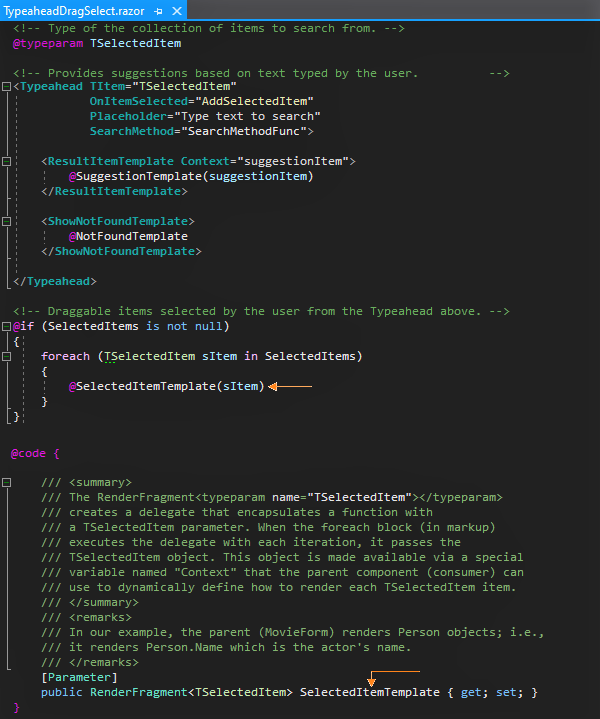 TypeaheadDragSelect.razor
<!-- Type of the collection of items to search from. -->
@typeparam TSelectedItem
<!-- Provides suggestions based on text typed by the user. -->
<Typeahead TItem="TSelectedItem"
OnItemSelected="AddSelectedItem"
Placeholder="Type text to search"
SearchMethod="SearchMethodFunc">
<ResultItemTemplate Context="suggestionItem">
@SuggestionTemplate(suggestionItem)
</ResultItemTemplate>
<ShowNotFoundTemplate>
@NotFoundTemplate
</ShowNotFoundTemplate>
</Typeahead>
<!-- Draggable items selected by the user from the Typeahead above. -->
@if (SelectedItems is not null)
{
foreach (TSelectedItem sItem in SelectedItems)
{
@SelectedItemTemplate(sItem)
}
}
@code {
/// <summary>
/// The RenderFragment<typeparam name="TSelectedItem"></typeparam>
/// creates a delegate that encapsulates a function with
/// a TSelectedItem parameter. When the foreach block (in markup)
/// executes the delegate with each iteration, it passes the
/// TSelectedItem object. This object is made available via a special
/// variable named "Context" that the parent component (consumer) can
/// use to dynamically define how to render each TSelectedItem item.
/// </summary>
/// <remarks>
/// In our example, the parent (MovieForm) renders Person objects; i.e.,
/// it renders Person.Name which is the actor's name.
/// </remarks>
[Parameter]
public RenderFragment<TSelectedItem> SelectedItemTemplate { get; set; }
}